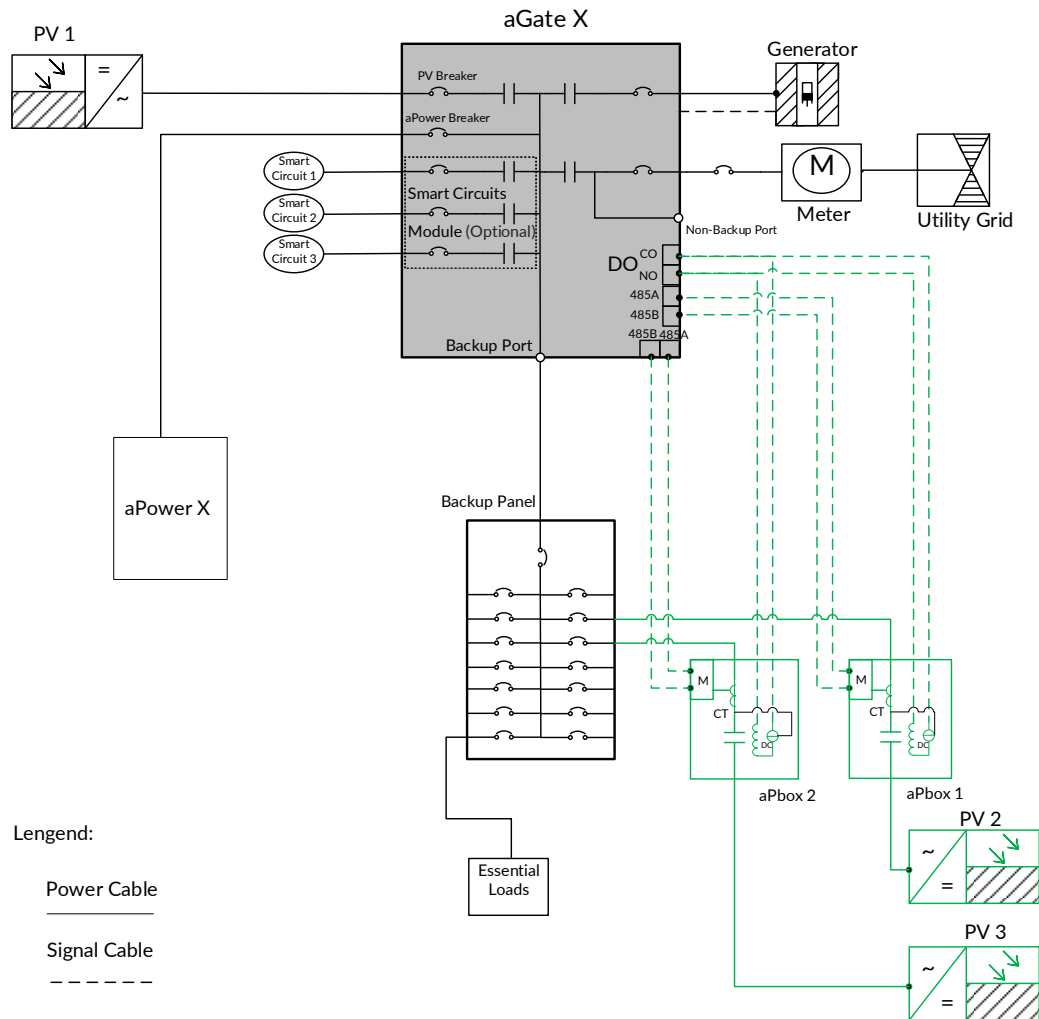 aGate X
PV 1
Generator
PV Breaker
=
~
aPower Breaker
Smart
Circuit 1
Smart Circuits
M
Smart
Circuit 2
Meter
Utility Grid
Module (Optional)
Non-Backup Port
Smart
Circuit 3
DO
CO
NO
485A
485B
485B 485A
Backup Port
Backup Panel
aPower X
M
M
CT
CT
DC
DC
aPbox 2
aPbox 1
PV 2
Lengend:
~
=
Essential
Loads
Power Cable
PV 3
Signal Cable
~
=